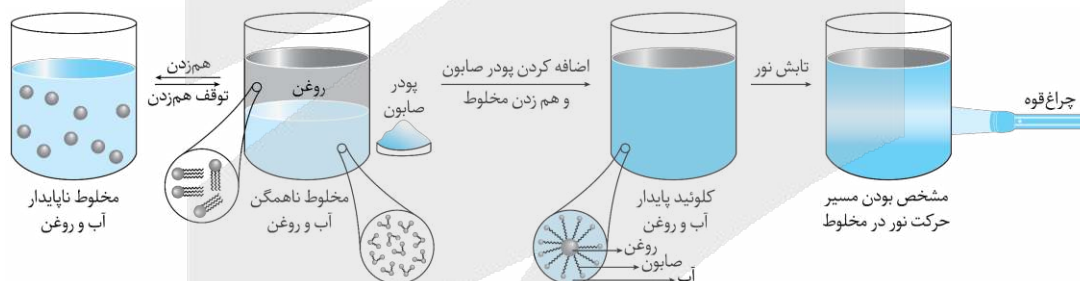 هم‌زدن
توقف هم‌زدن
مخلوط ناپایدار
آب و روغن
روغن
پودر
صابون
مخلوط ناهمگن
آب و روغن
اضافه کردن پودر صابون
و هم زدن مخلوط
کلوئید پایدار
آب و روغن
روغن
صابون
آب
تابش نور
چراغ‌قوه
مشخص بودن مسیر
حرکت نور در مخلوط